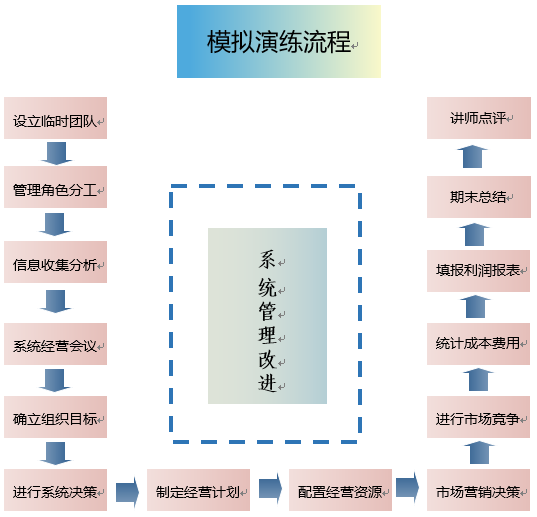 模拟演练流程
设立临时团队
管理角色分工
信息收集分析
系统经营会议
确立组织目标
进行系统决策
制定经营计划
配置经营资源
市场营销决策
进行市场竞争
统计成本费用
填报利润报表
期末总结
讲师点评
系
统
管
理
改
进